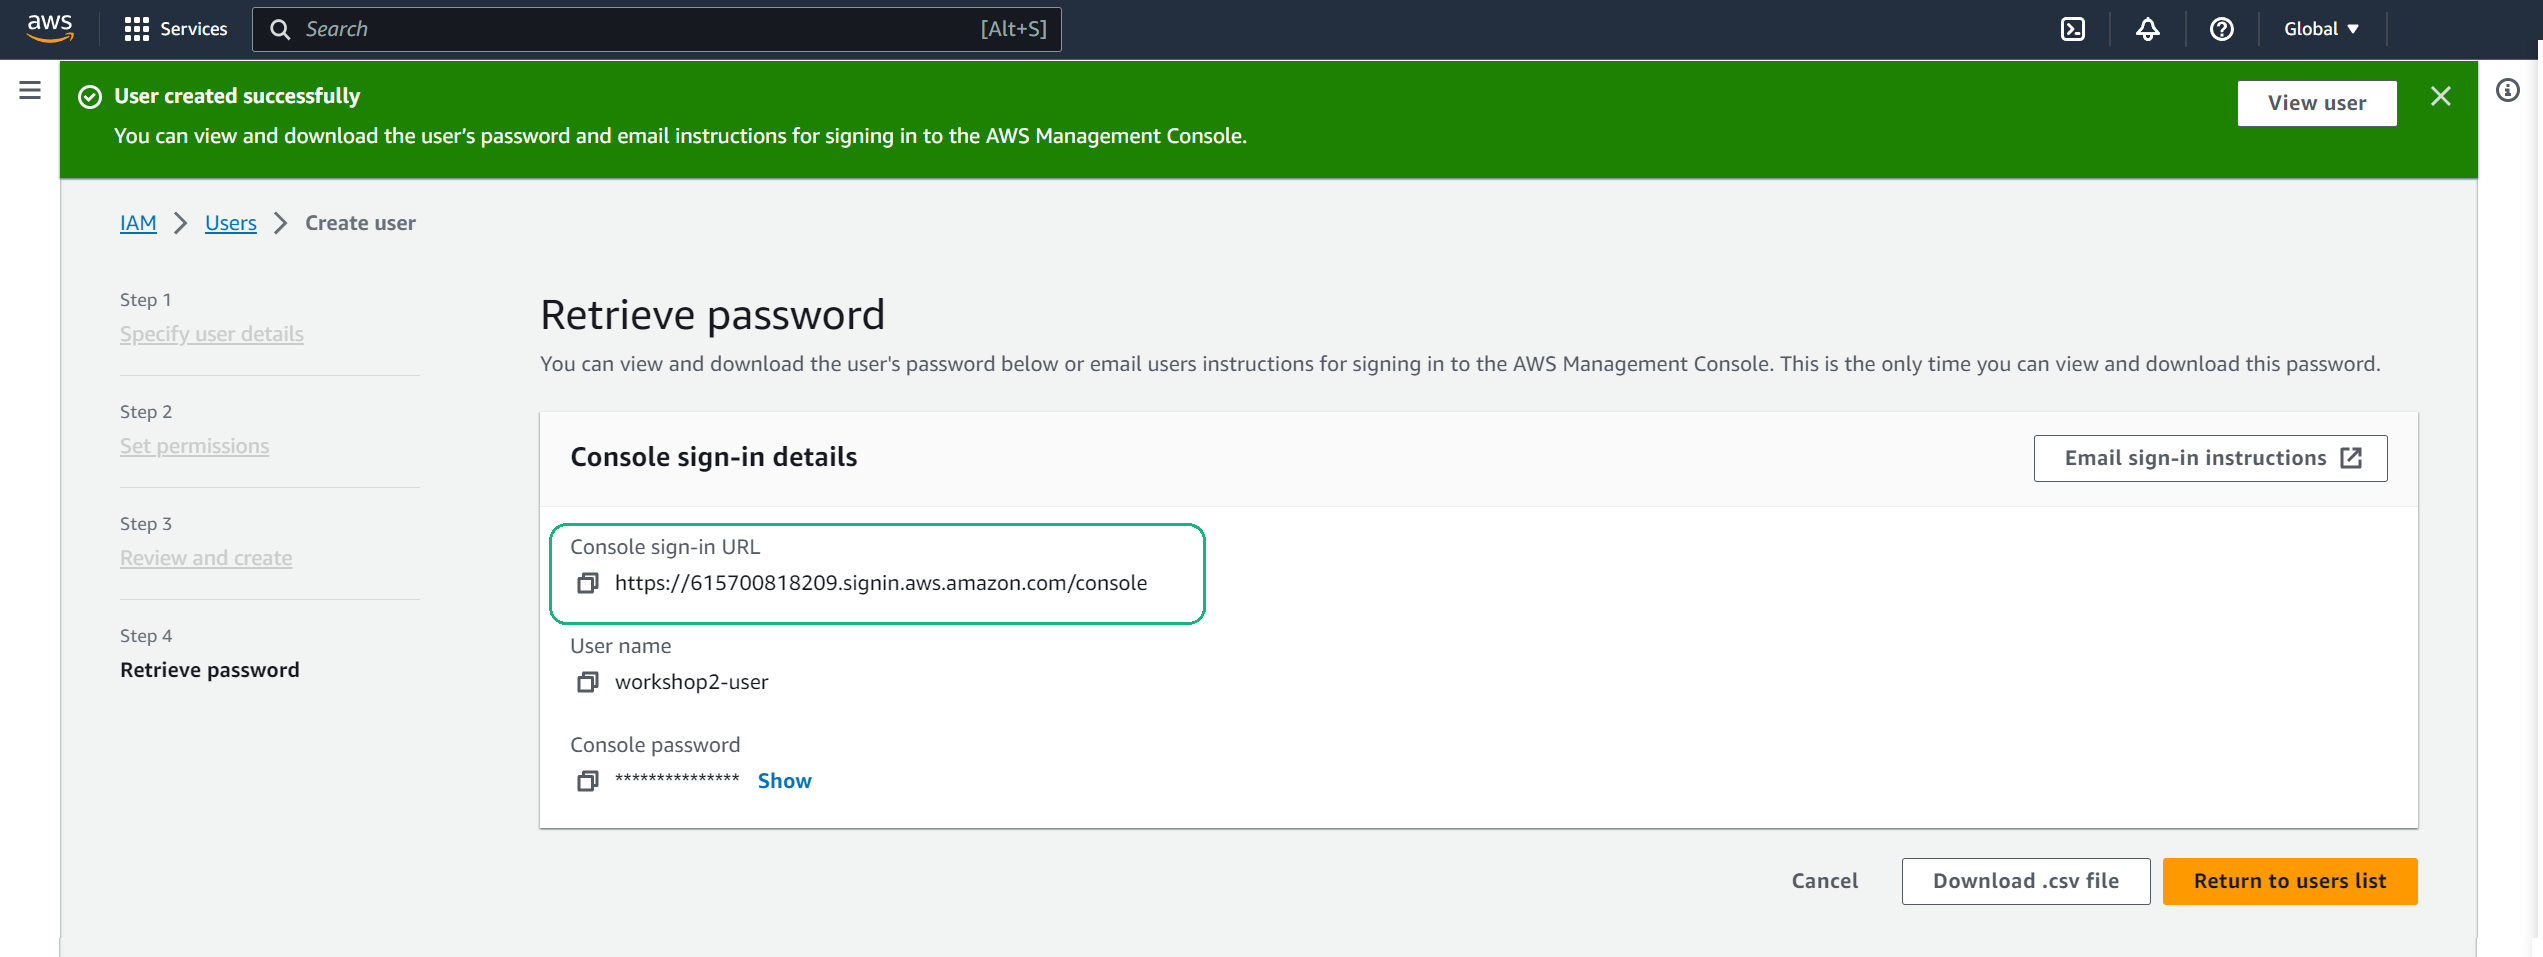 aws
Services
Search
[Alt+S]
Global
User created successfully
View user
You can view and download the user's password and email instructions for signing in to the AWS Management Console.
IAM
Users
Create user
Step 1
Specify user details
Step 2
Set permissions
Step 3
Review and create
Step 4
Retrieve password
Retrieve password
You can view and download the user's password below or email users instructions for signing in to the AWS Management Console. This is the only time you can view and download this password.
Console sign-in details
Email sign-in instructions
Console sign-in URL
https://615700818209.signin.aws.amazon.com/console
User name
workshop2-user
Console password
*************** Show
Cancel
Download .csv file
Return to users list